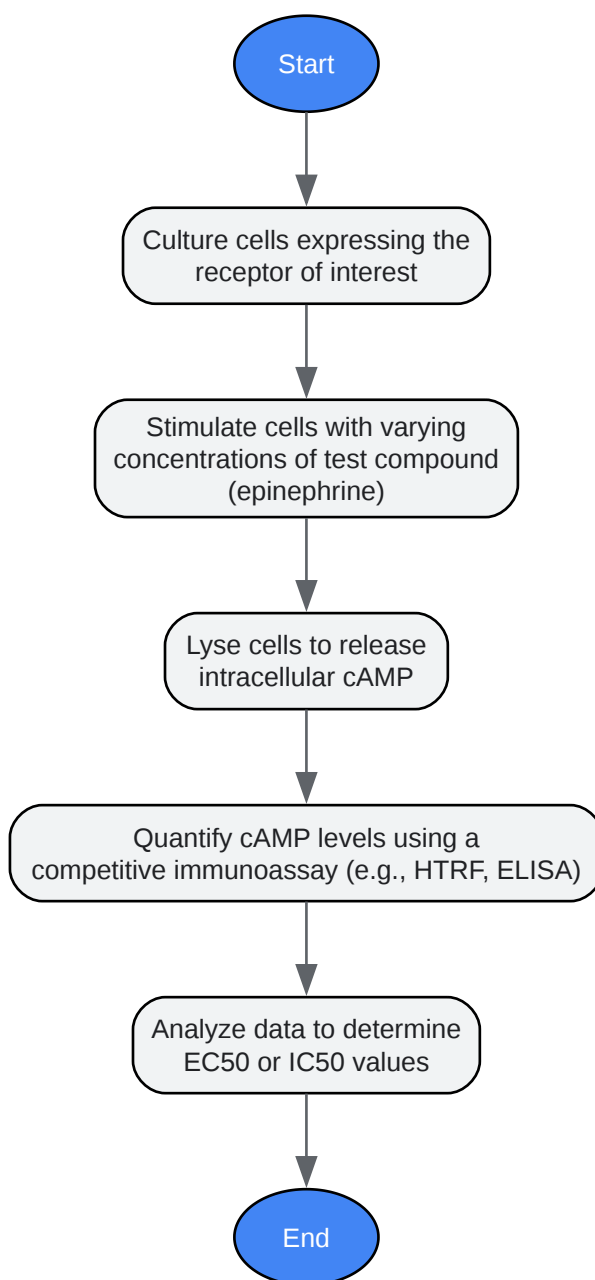 Start
Culture cells expressing the
receptor of interest
Stimulate cells with varying
concentrations of test compound
(epinephrine)
Lyse cells to release
intracellular cAMP
Quantify cAMP levels using a
competitive immunoassay (e.g., HTRF, ELISA)
Analyze data to determine
EC50 or IC50 values
End